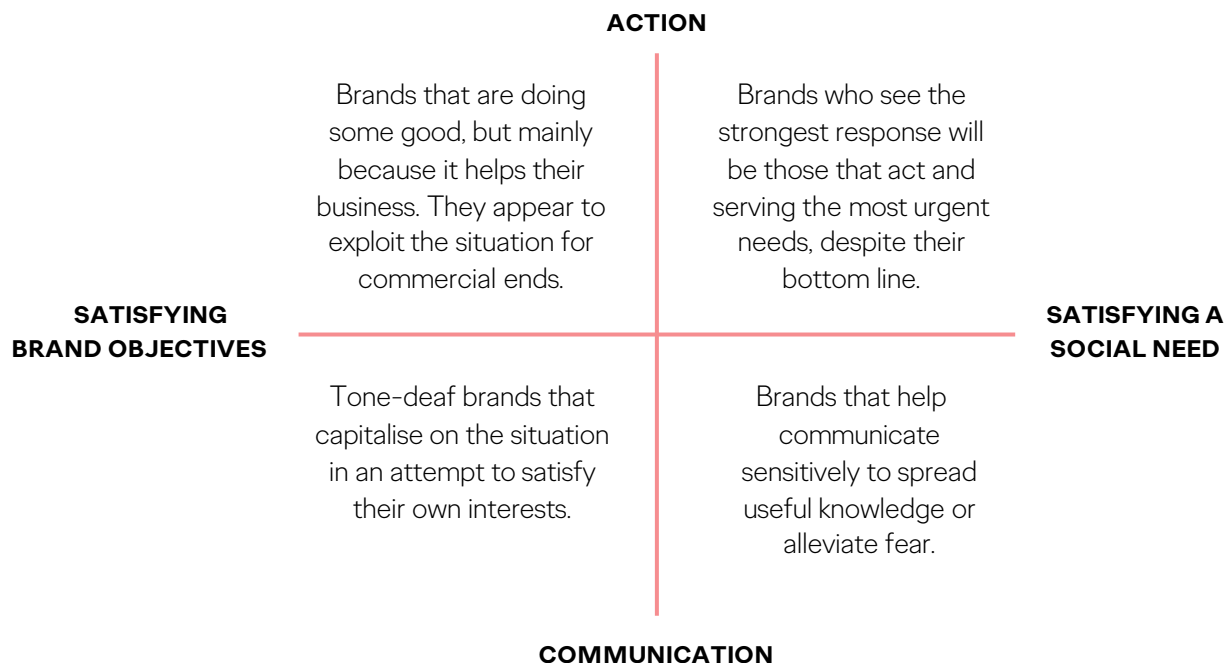 ACTION
Brands that are doing
some good, but mainly
because it helps their
business. They appear to
exploit the situation for
commercial ends.
Brands who see the
strongest response will
be those that act and
serving the most urgent
needs, despite their
bottom line.
SATISFYING
BRAND OBJECTIVES
SATISFYING A
SOCIAL NEED
Tone-deaf brands that
capitalise on the situation
in an attempt to satisfy
their own interests.
Brands that help
communicate
sensitively to spread
useful knowledge or
alleviate fear.
COMMUNICATION